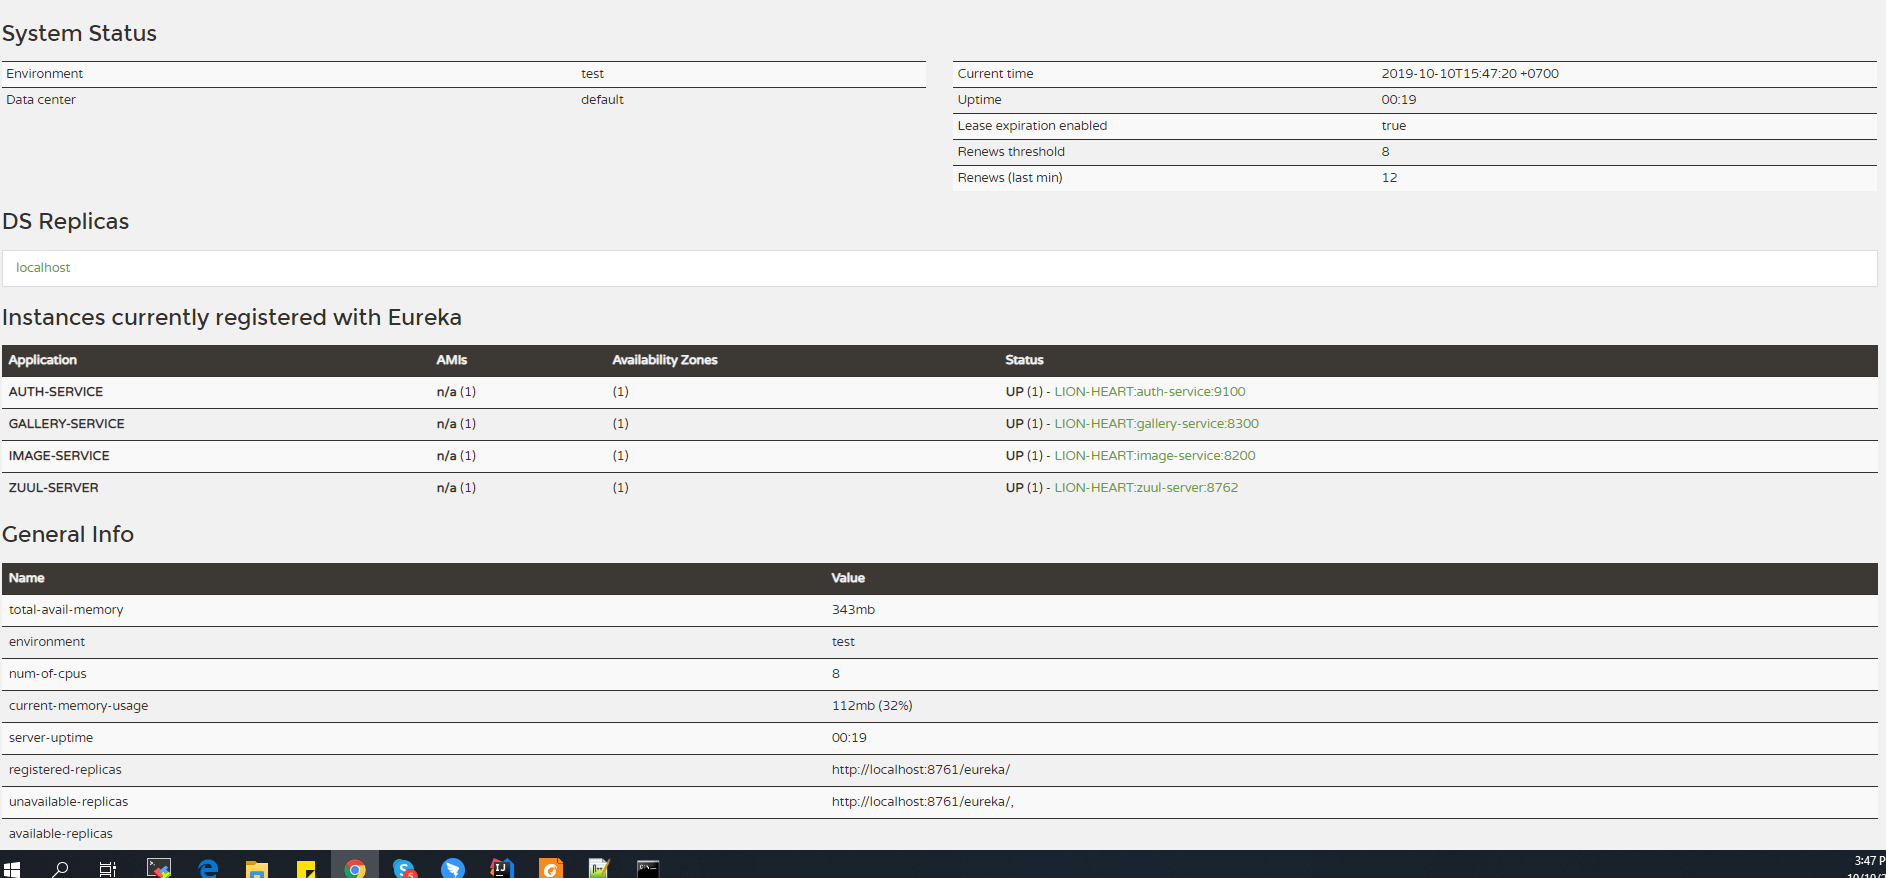 System Status
Environment test
Data center default
Current time 2019-10-10T15:47:20 +0700
Uptime 00:19
Lease expiration enabled true
Renews threshold 8
Renews (last min) 12
DS Replicas
localhost
Instances currently registered with Eureka
Application AMIs Availability Zones Status
AUTH-SERVICE n/a (1) (1) UP (1) - LION-HEART:auth-service:9100
GALLERY-SERVICE n/a (1) (1) UP (1) - LION-HEART:gallery-service:8300
IMAGE-SERVICE n/a (1) (1) UP (1) - LION-HEART:image-service:8200
ZUUL-SERVER n/a (1) (1) UP (1) - LION-HEART:zuul-server:8762
General Info
Name Value
total-avail-memory 343mb
environment test
num-of-cpus 8
current-memory-usage 112mb (32%)
server-uptime 00:19
registered-replicas http://localhost:8761/eureka/
unavailable-replicas http://localhost:8761/eureka/,
available-replicas
3:47 P